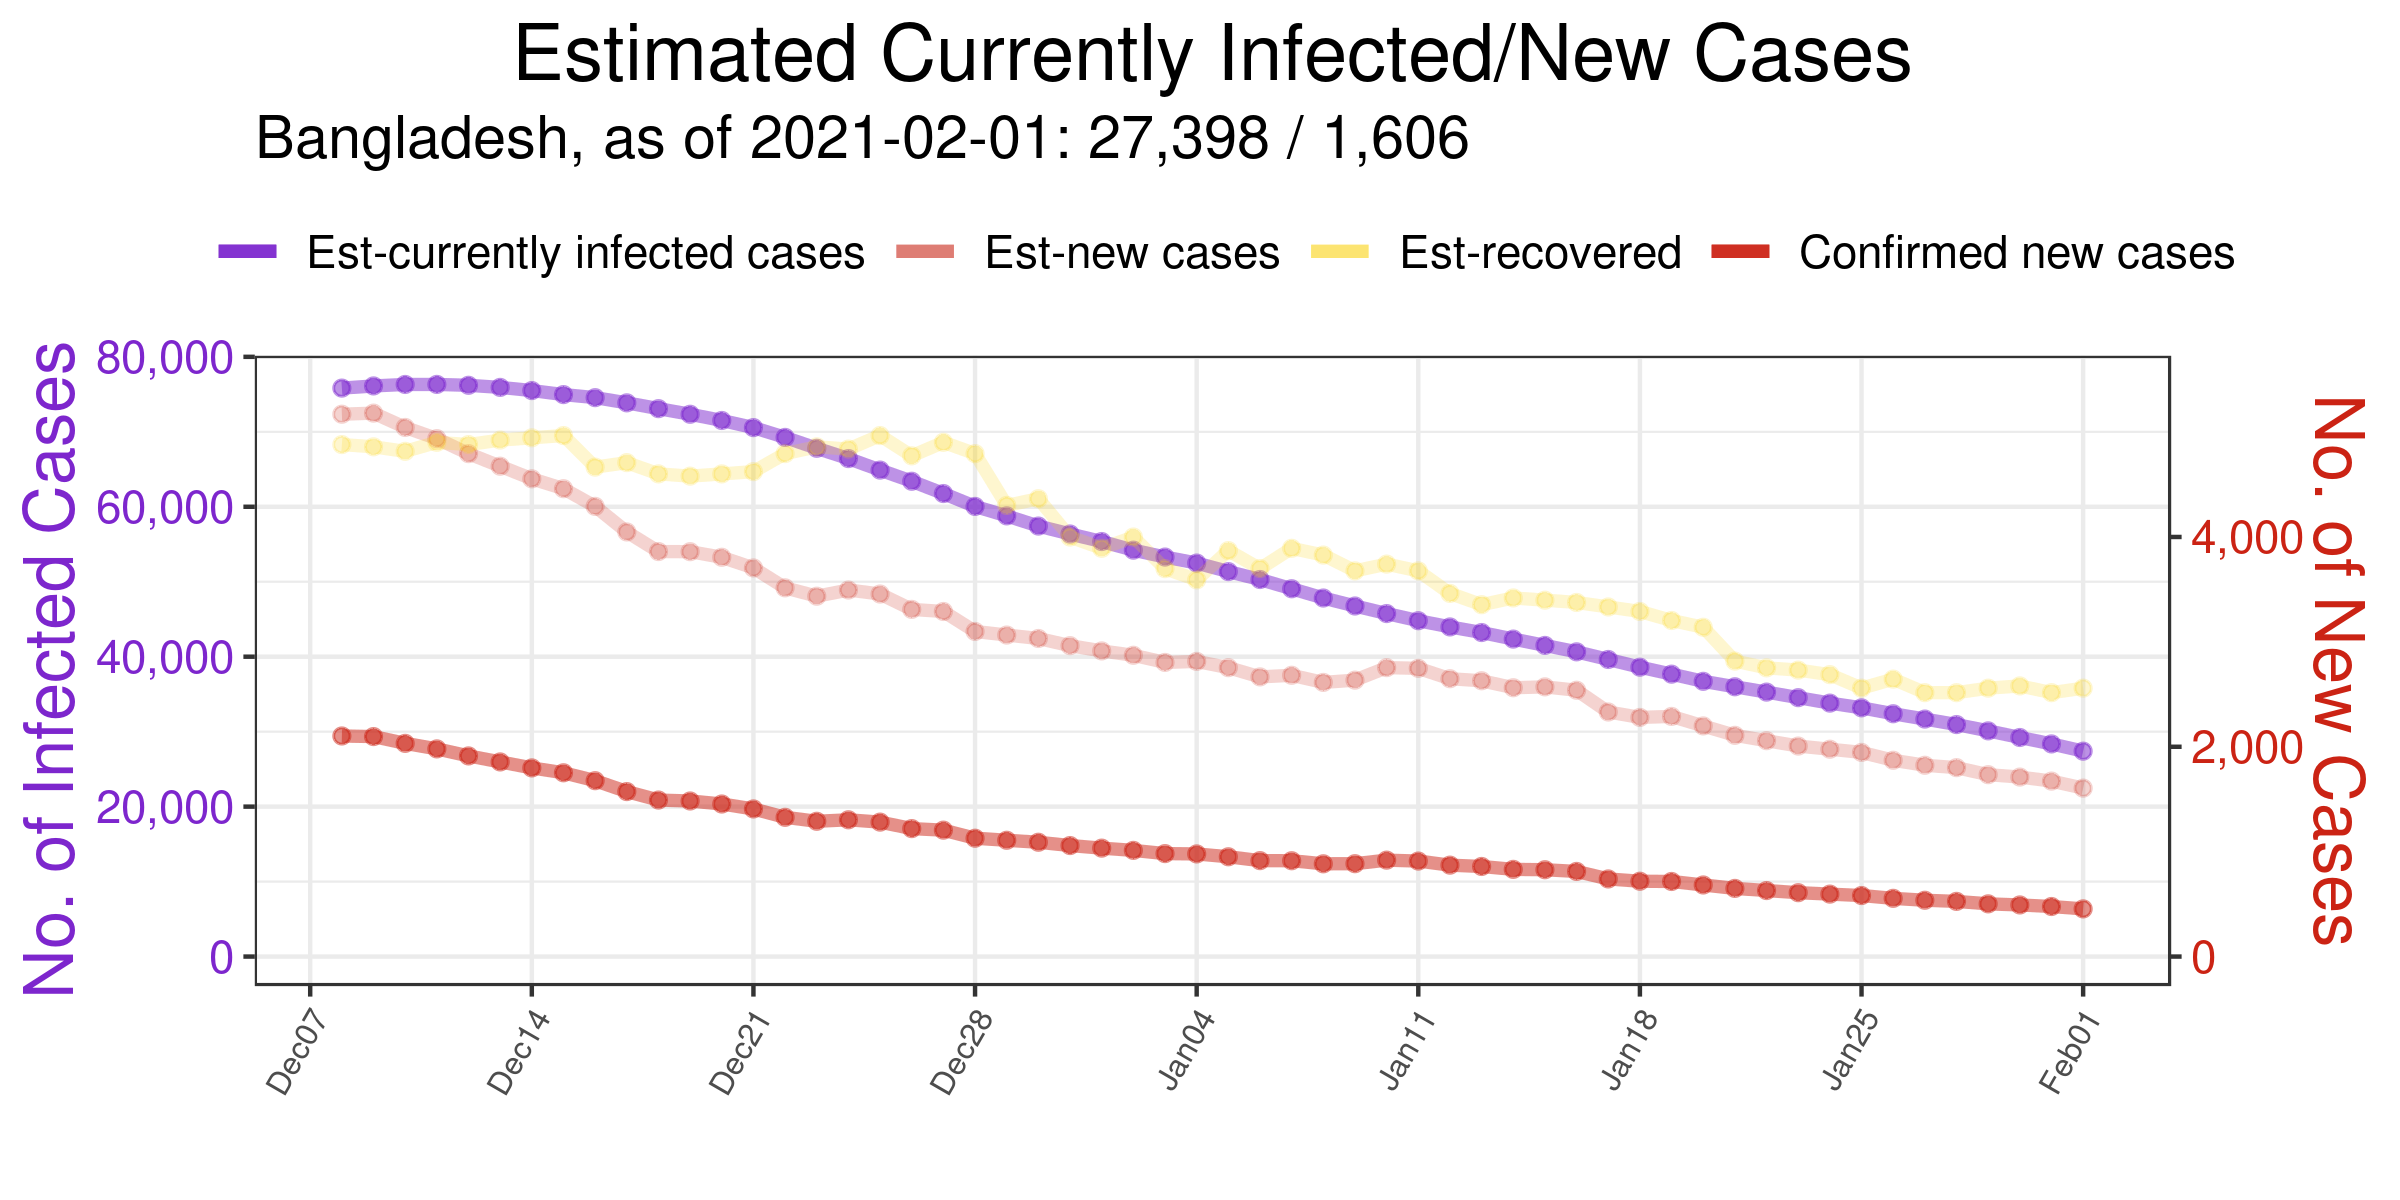 Estimated Currently Infected/New Cases
Bangladesh, as of 2021-02-01: 27,398 / 1,606
Est-currently infected cases Est-new cases Est-recovered Confirmed new cases
No. of Infected Cases
80,000
60,000
40,000
20,000
0
4,000
2,000
0
No. of New Cases
Dec07 Dec14 Dec21 Dec28 Jan04 Jan11 Jan18 Jan25 Feb01